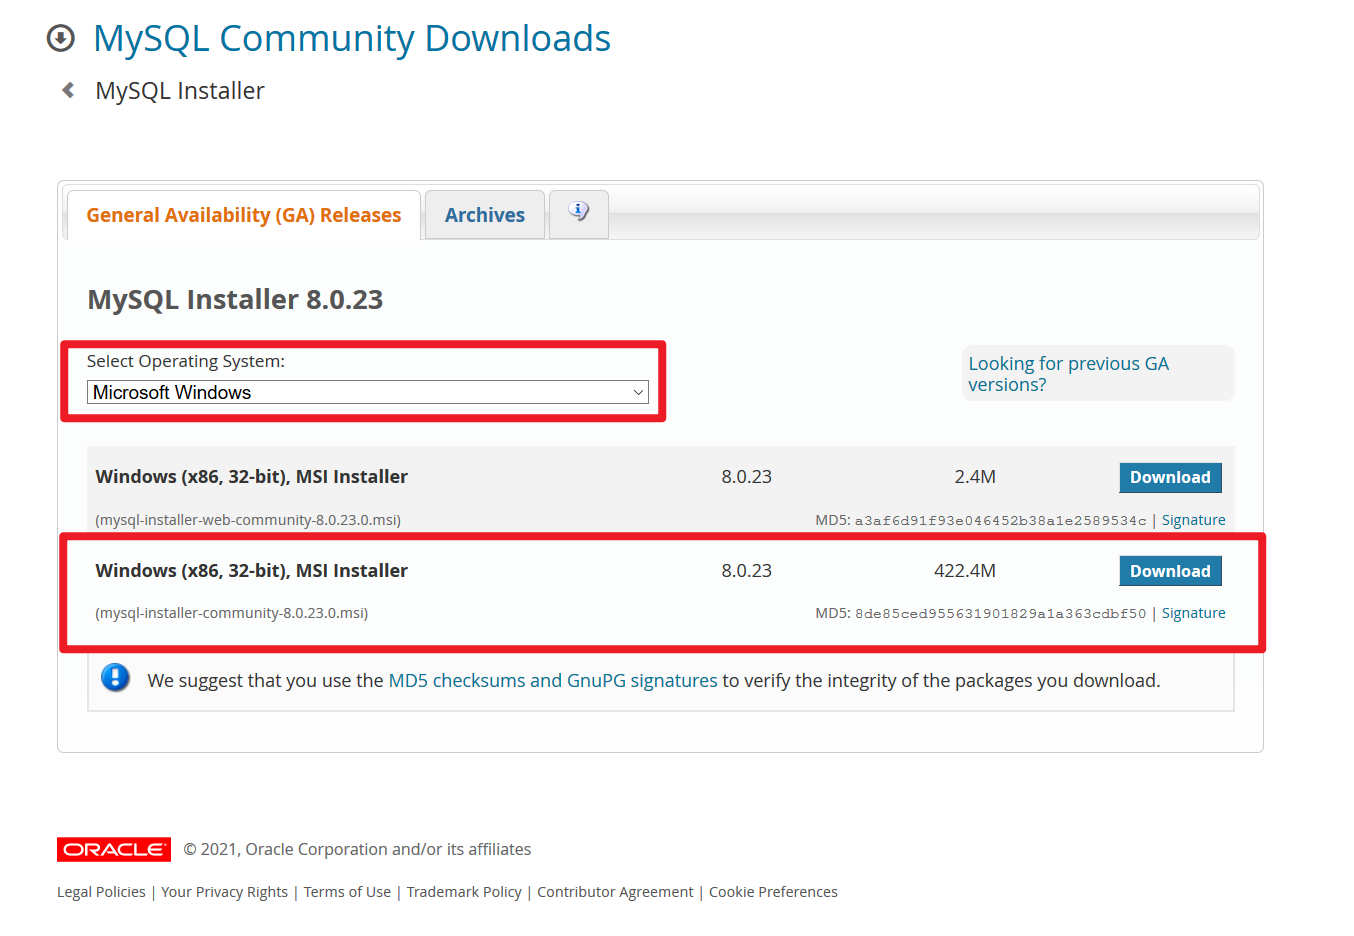 MySQL Community Downloads
MySQL Installer
General Availability (GA) Releases
Archives
MySQL Installer 8.0.23
Select Operating System:
Microsoft Windows
Looking for previous GA
versions?
Windows (x86, 32-bit), MSI Installer 8.0.23 2.4M Download
(mysql-installer-web-community-8.0.23.0.msi) MD5: a3af6d91f93e046452b38a1e2589534c | Signature
Windows (x86, 32-bit), MSI Installer 8.0.23 422.4M Download
(mysql-installer-community-8.0.23.0.msi) MD5: 8de85ced955631901829a1a363cdbf50 | Signature
We suggest that you use the MD5 checksums and GnuPG signatures to verify the integrity of the packages you download.
ORACLE © 2021, Oracle Corporation and/or its affiliates
Legal Policies | Your Privacy Rights | Terms of Use | Trademark Policy | Contributor Agreement | Cookie Preferences